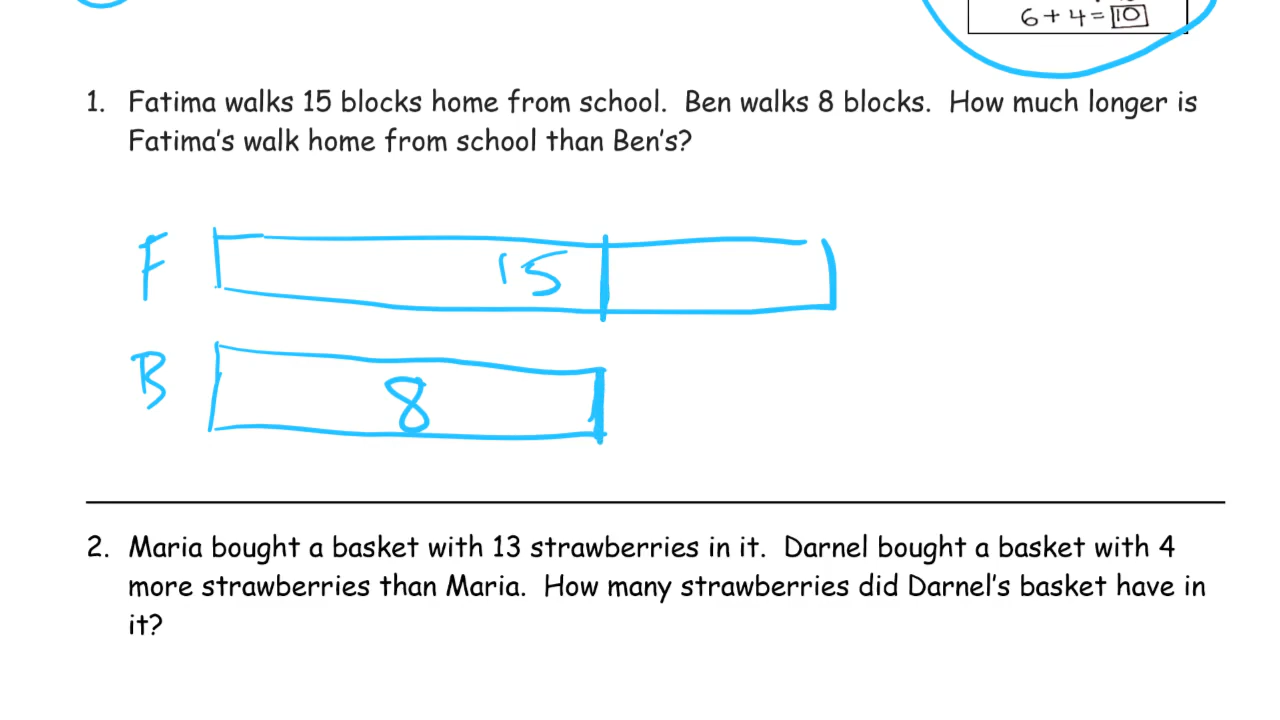 6 + 4 = 10
1. Fatima walks 15 blocks home from school. Ben walks 8 blocks. How much longer is
Fatima's walk home from school than Ben's?
F 15
B 8
2. Maria bought a basket with 13 strawberries in it. Darnel bought a basket with 4
more strawberries than Maria. How many strawberries did Darnel's basket have in
it?